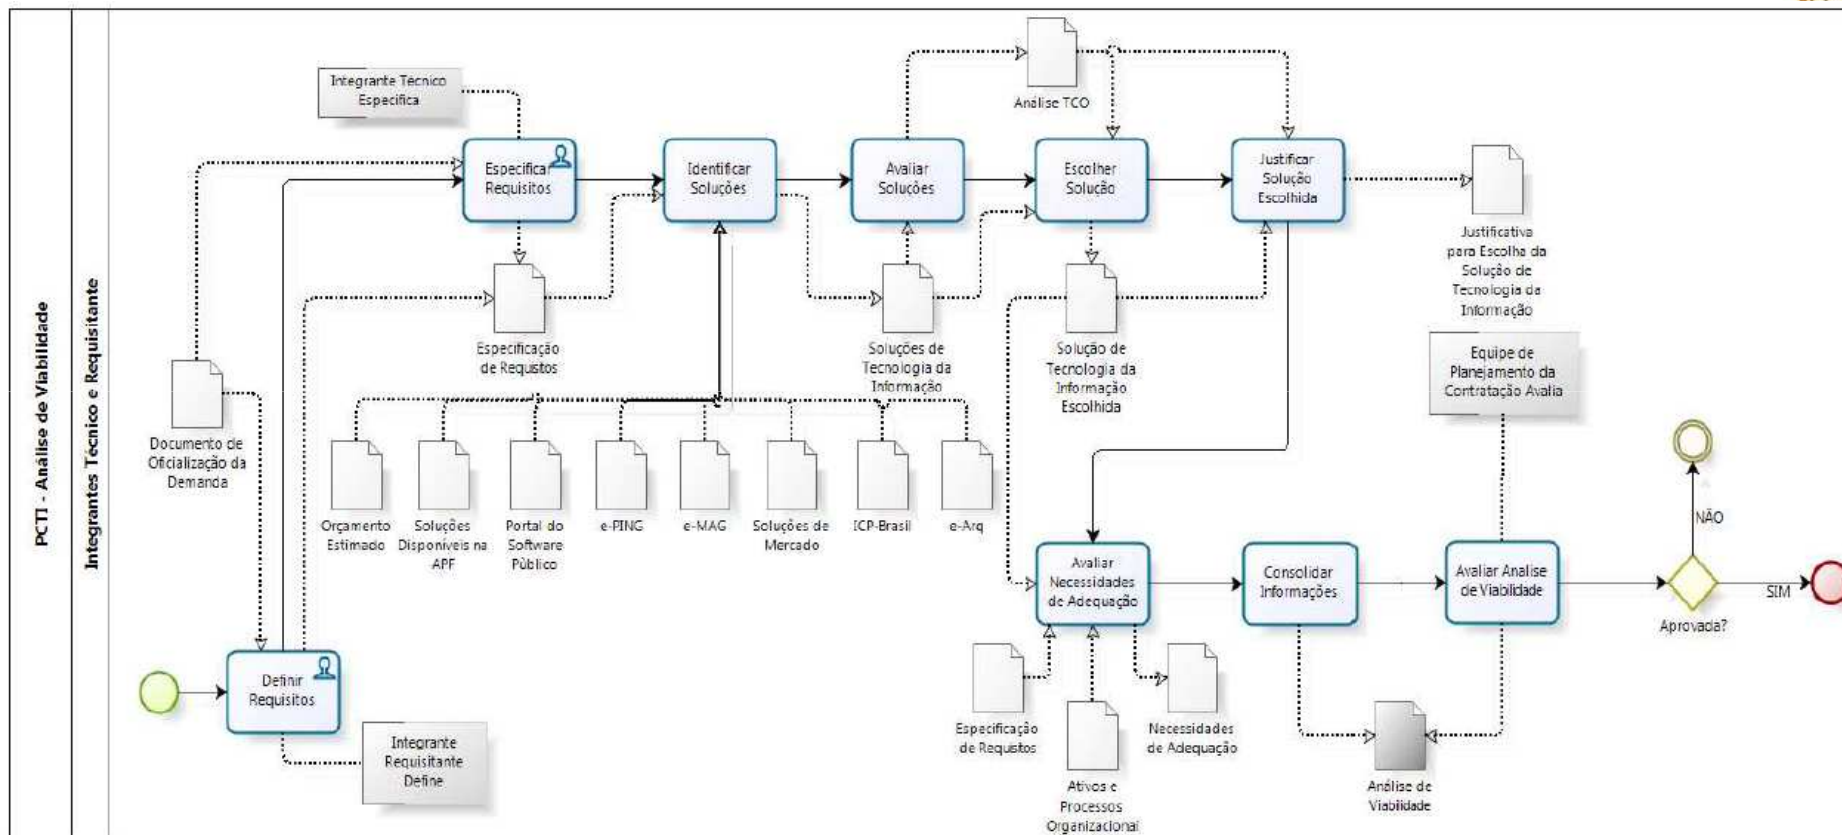 PCTI - Análise de Viabilidade
Integrantes Técnico e Requisitante
Integrante Tecnico
Especifica
Análise TCO
Especificar
Requisitos
Identificar
Soluções
Avaliar
Soluções
Escolher
Solução
Justificar
Solução
Escolhida
Justificativa
para Escolha da
Solução de
Tecnologia da
Informação
Especificação
de Requistos
Soluções de
Tecnologia da
Informação
Solução de
Tecnologia da
Informação
Escolhida
Equipe de
Planejamento da
Contratação Avalia
Documento de
Oficialização da
Demanda
Orçamento
Estimado
Soluções
Disponíveis na
APF
Portal do
Software
Público
e-PING
e-MAG
Soluções de
Mercado
ICP-Brasil
e-Arq
NÃO
Avaliar
Necessidades
de Adequação
Consolidar
Informações
Avaliar Analise
de Viabilidade
SIM
Aprovada?
Definir
Requisitos
Integrante
Requisitante
Define
Especificação
de Requistos
Ativos e
Processos
Organizacional
Necessidades
de Adequação
Análise de
Viabilidade